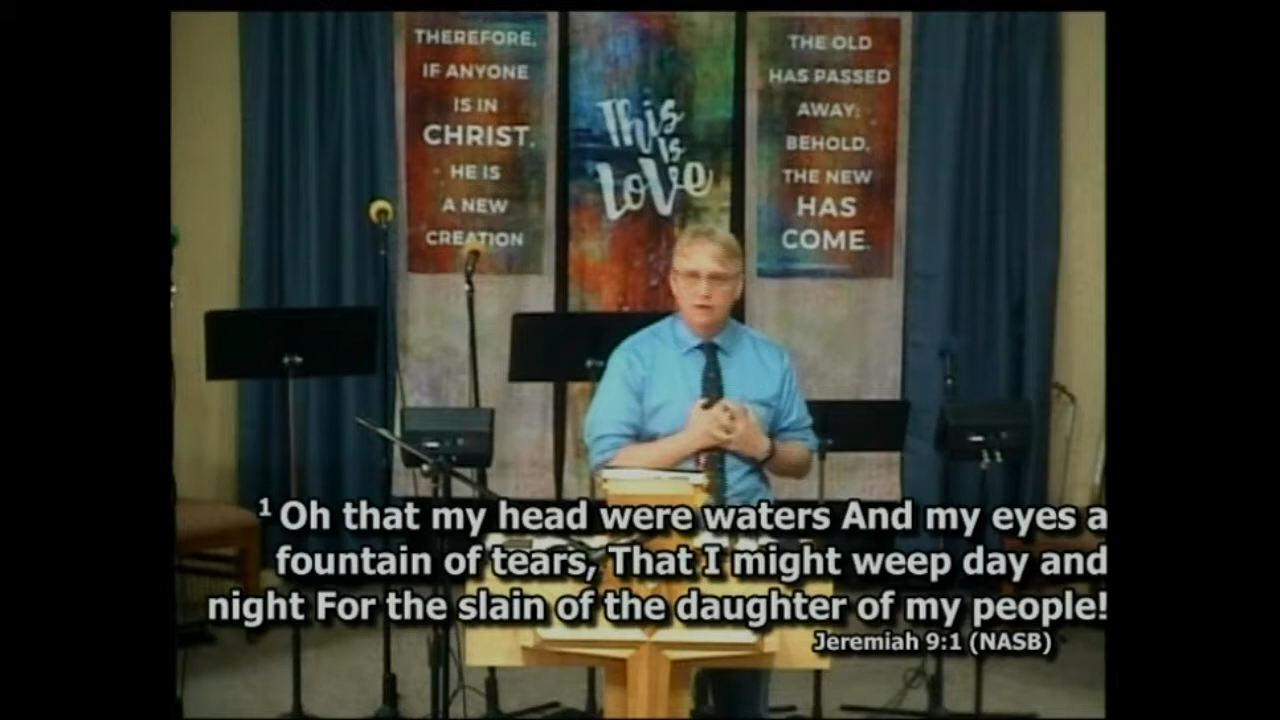 THEREFORE,
IF ANYONE
IS IN
CHRIST.
HE IS
A NEW
CREATION
This
is
Love
THE OLD
HAS PASSED
AWAY;
BEHOLD,
THE NEW
HAS
COME.
1 Oh that my head were waters And my eyes a
fountain of tears, That I might weep day and
night For the slain of the daughter of my people!
Jeremiah 9:1 (NASB)